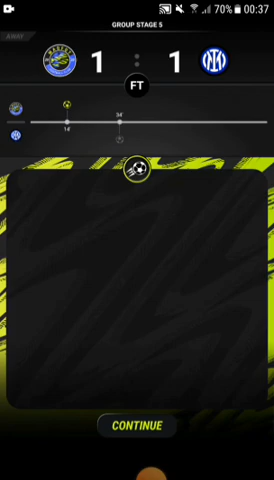 70% 00:37
GROUP STAGE 5
AWAY
1 : 1
FT
14'
34'
CONTINUE